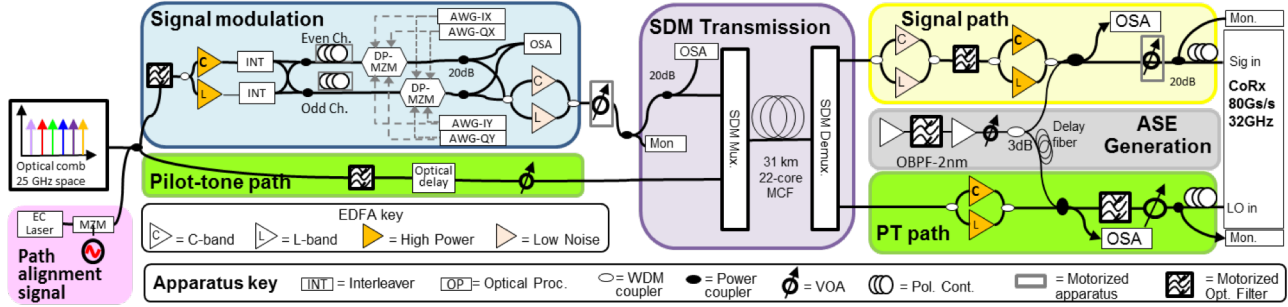 Signal modulation
Even Ch.
Odd Ch.
C
L
INT
INT
DP-
MZM
DP-
MZM
AWG-IX
AWG-QX
AWG-IY
AWG-QY
20dB
OSA
C
L
Optical comb
25 GHz space
EC
Laser
MZM
Path
alignment
signal
Pilot-tone path
Optical
delay
SDM Transmission
OSA
20dB
Mon
SDM Mux.
31 km
22-core
MCF
SDM Demux.
Signal path
C
L
C
L
OSA
20dB
Mon.
Sig in
CoRx
80Gs/s
32GHz
LO in
Mon.
OBPF-2nm
3dB
Delay
fiber
ASE
Generation
C
L
OSA
PT path
EDFA key
C = C-band
L = L-band
= High Power
= Low Noise
Apparatus key
INT = Interleaver
OP = Optical Proc.
= WDM
coupler
= Power
coupler
= VOA
= Pol. Cont.
= Motorized
apparatus
= Motorized
Opt. Filter